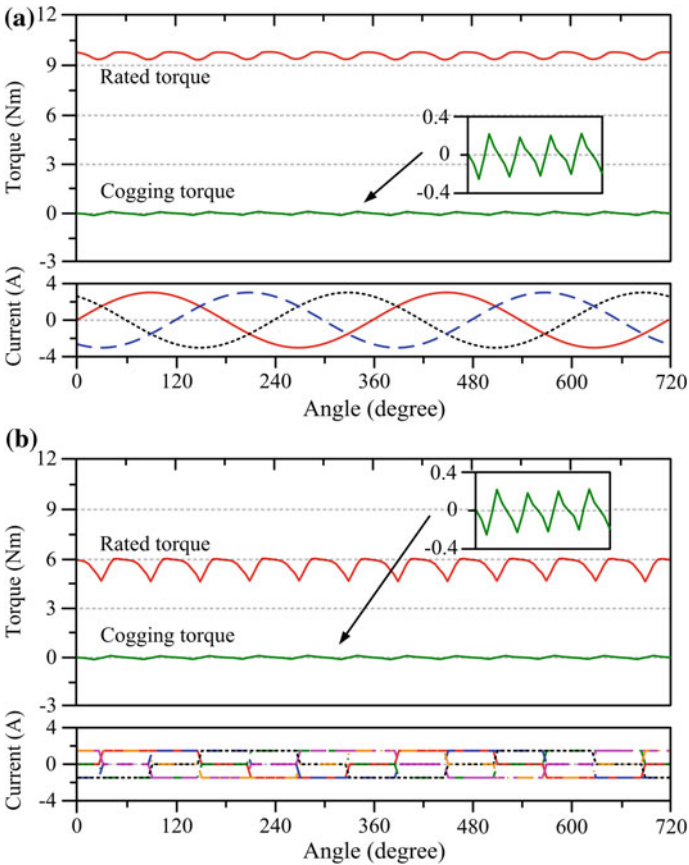 (a)
12
9
6
3
0
-3
Torque (Nm)
Rated torque
Cogging torque
0.4
0
-0.4
4
0
-4
Current (A)
0 120 240 360 480 600 720
Angle (degree)
(b)
12
9
6
3
0
-3
Torque (Nm)
Rated torque
Cogging torque
0.4
0
-0.4
4
0
-4
Current (A)
0 120 240 360 480 600 720
Angle (degree)